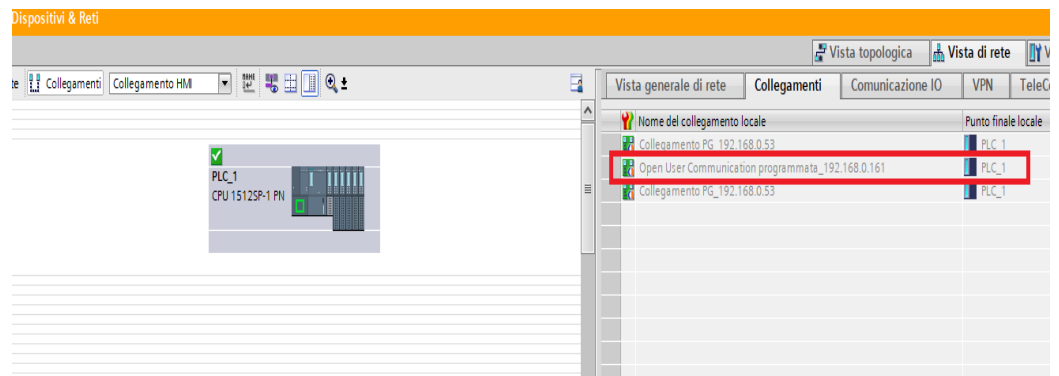 Dispositivi & Reti
Vista topologica
Vista di rete
V
te
Collegamenti
Collegamento HMI
Vista generale di rete
Collegamenti
Comunicazione IO
VPN
TeleCo
Nome del collegamento locale
Punto finale locale
Collegamento PG_192.168.0.53
PLC_1
Open User Communication programmata_192.168.0.161
PLC_1
Collegamento PG_192.168.0.53
PLC_1
PLC_1
CPU 1512SP-1 PN